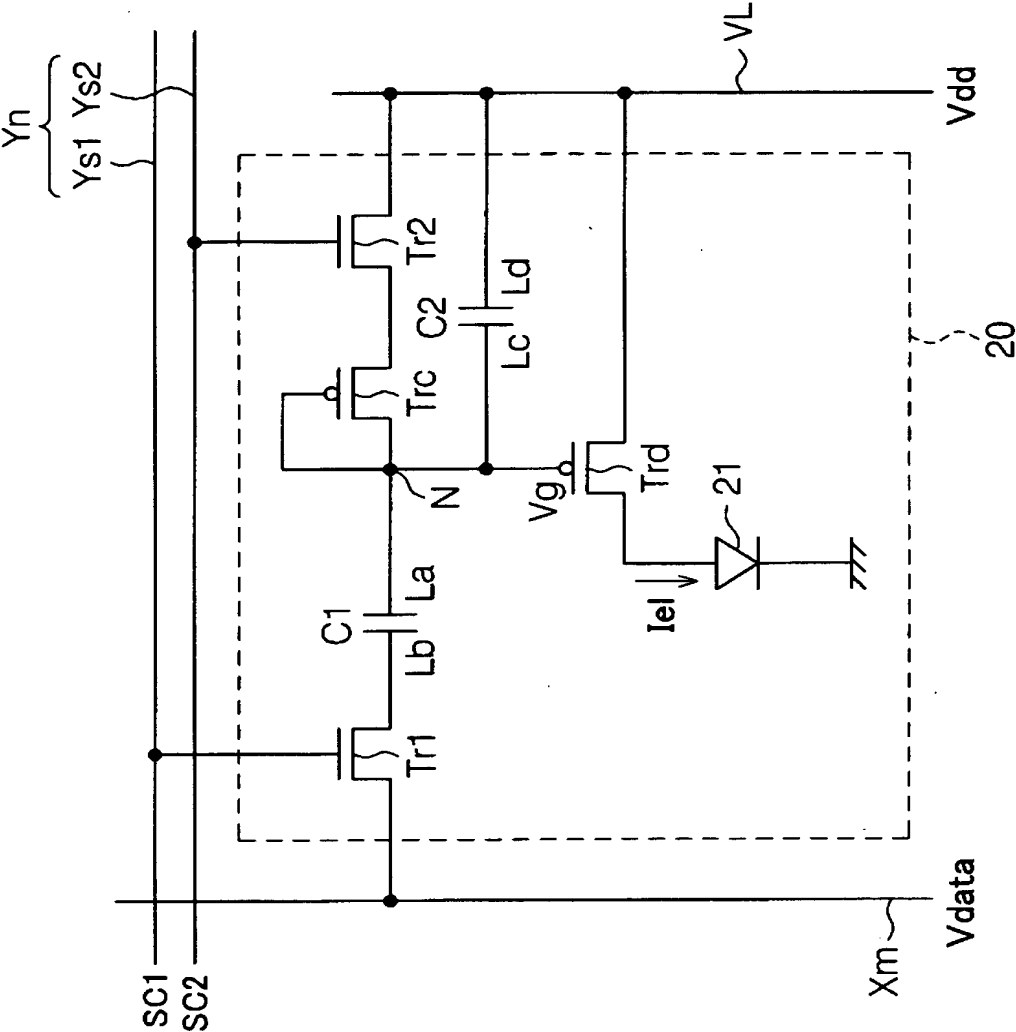 Yn
Ys1 Ys2
SC1
SC2
VL
Vdd
Tr2
Trc
C2
Lc Ld
N
C1
Lb La
Tr1
Vg
Trd
21
Iel
20
Xm
Vdata